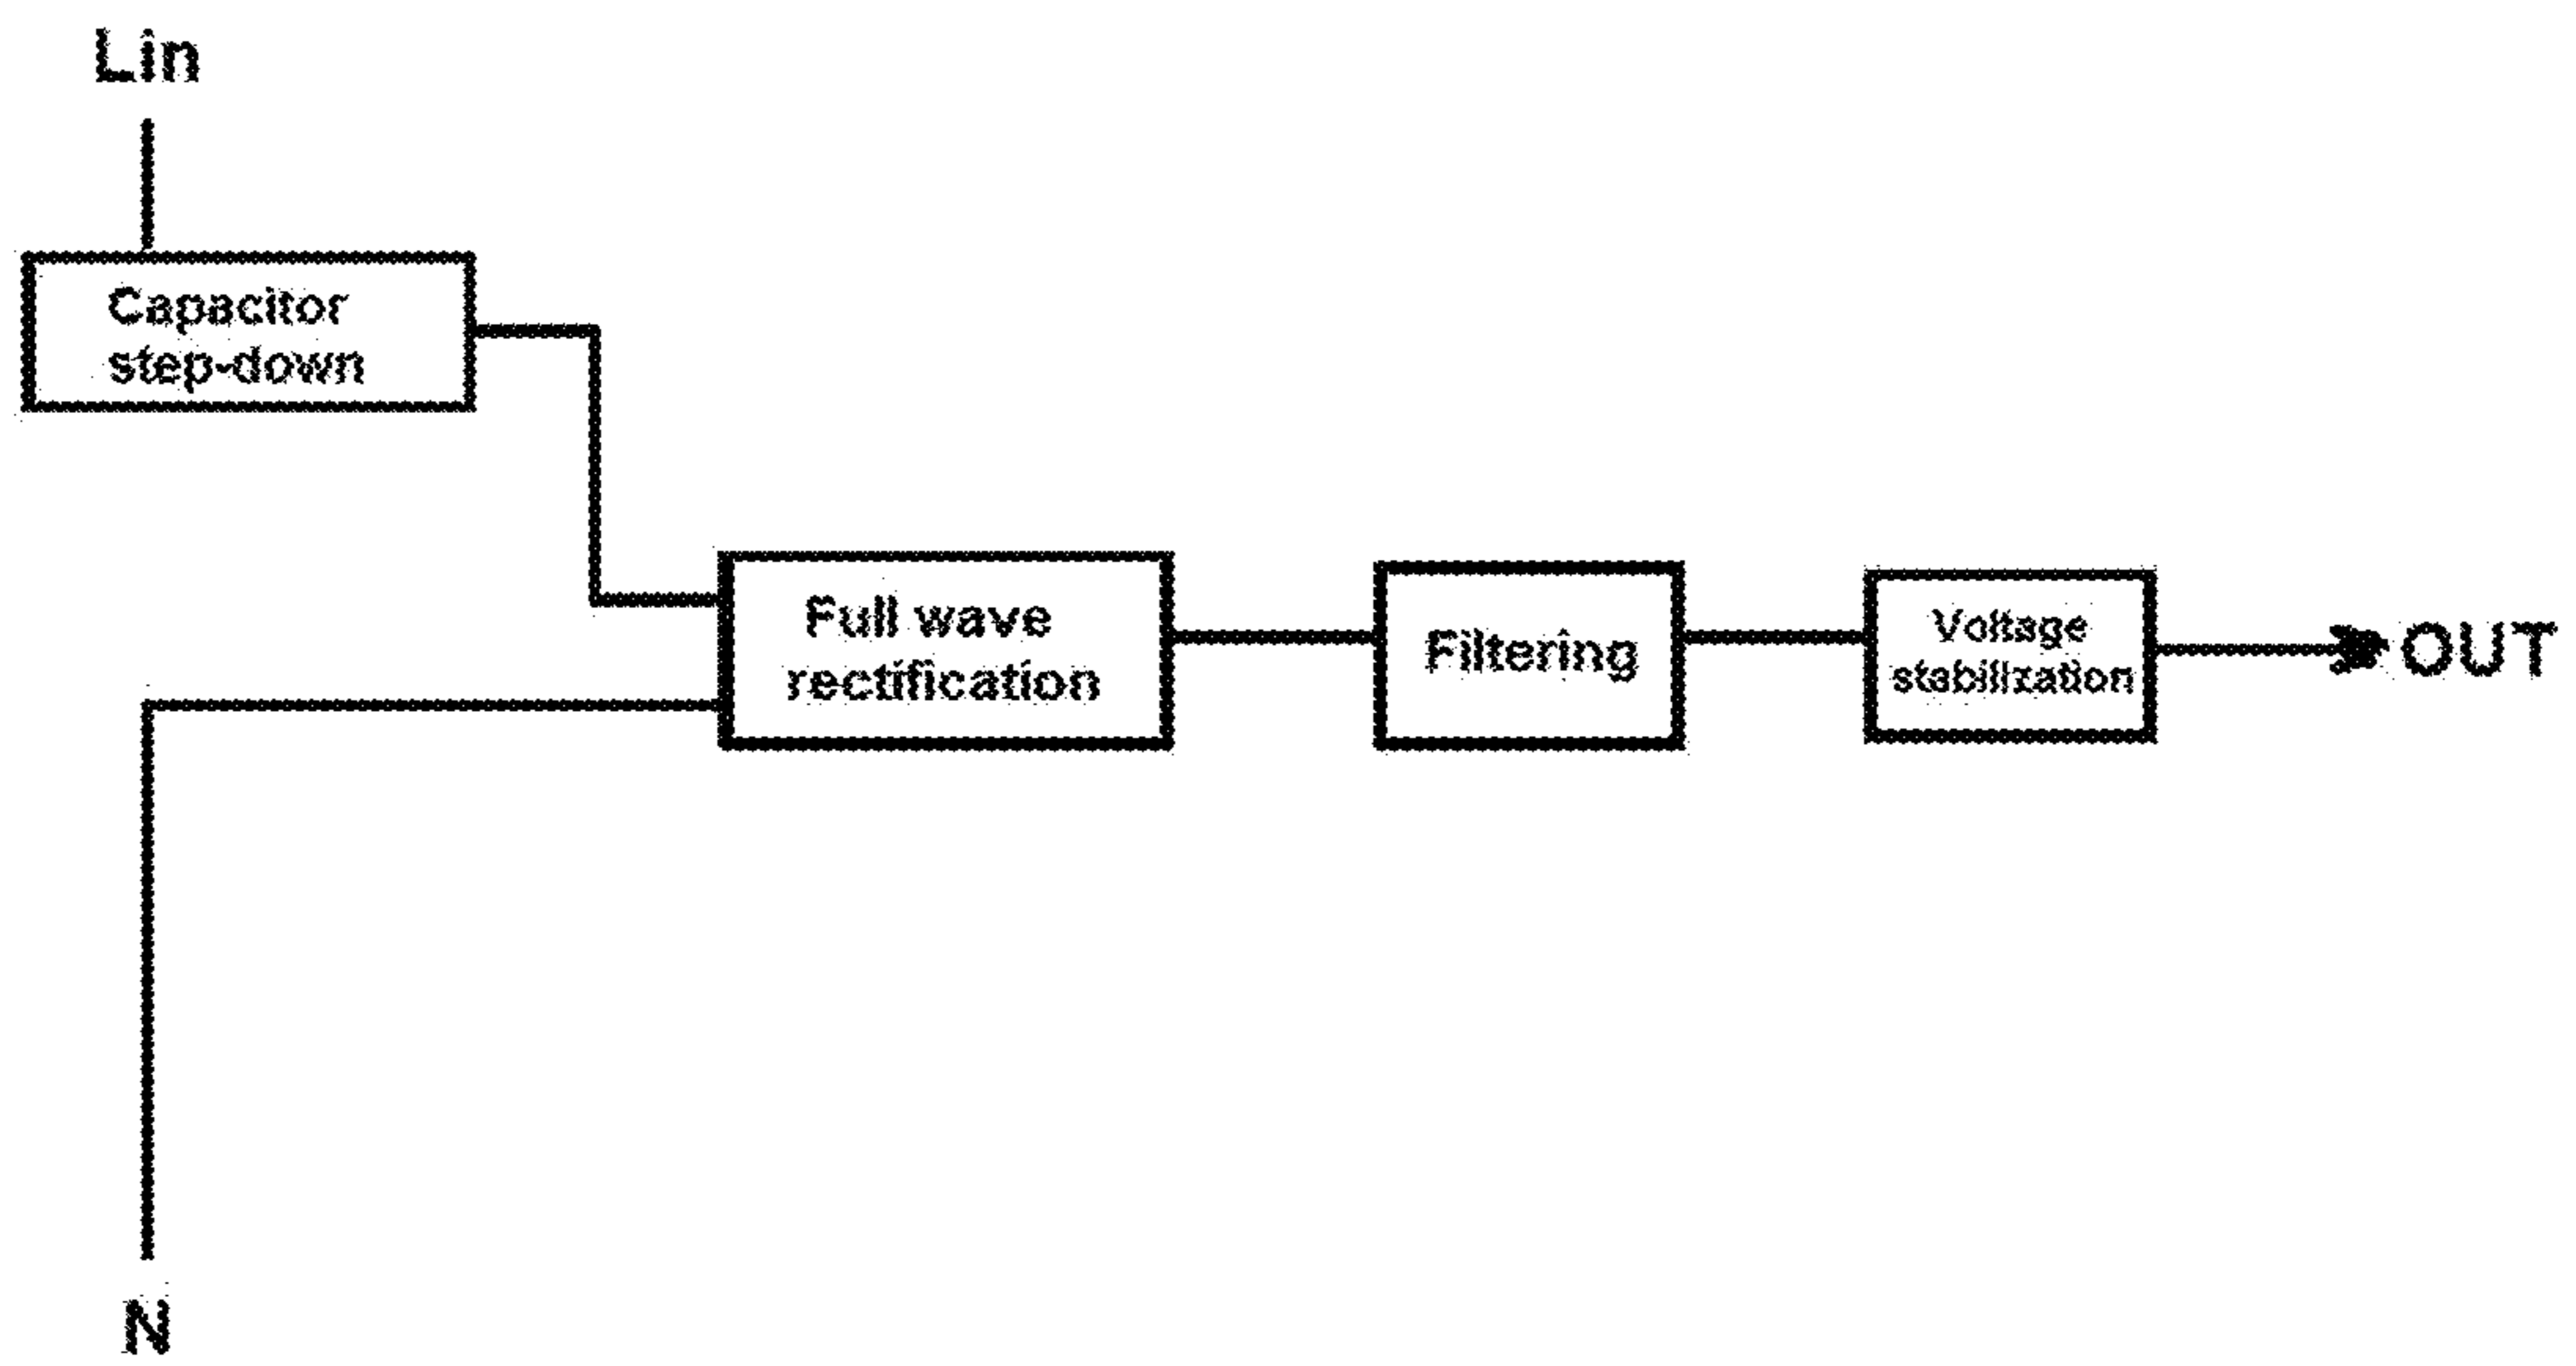 Lin
Capacitor
step-down
Full wave
rectification
Filtering
Voltage
stabilization
OUT
N